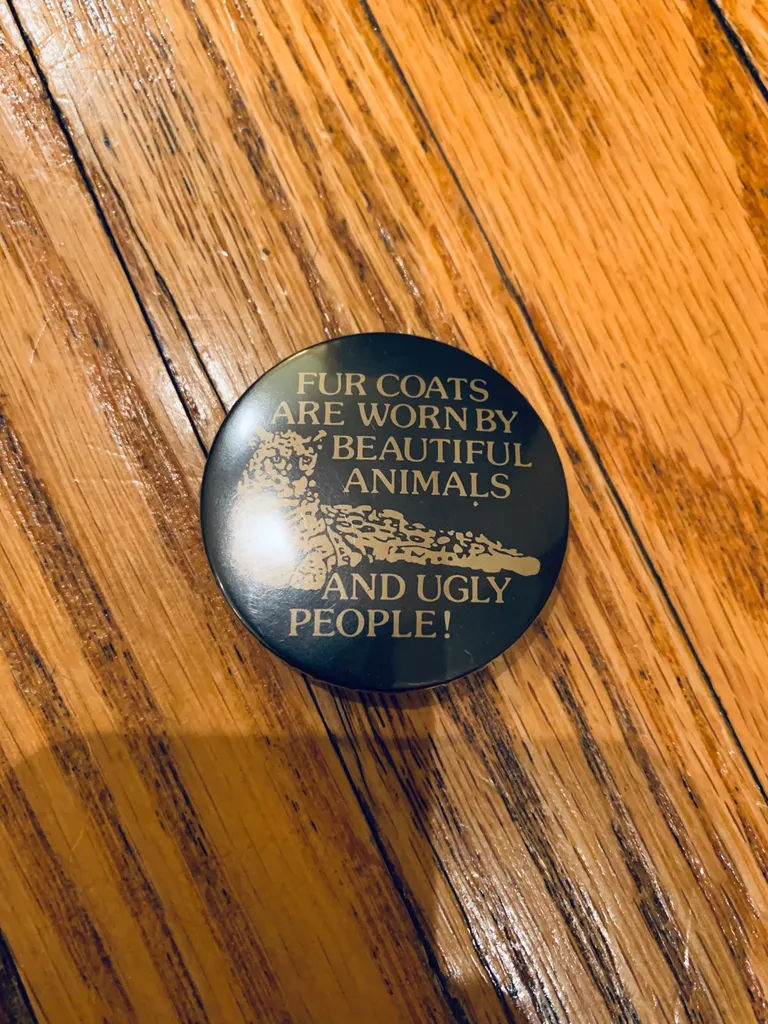 FUR COATS
ARE WORN BY
BEAUTIFUL
ANIMALS
AND UGLY
PEOPLE!